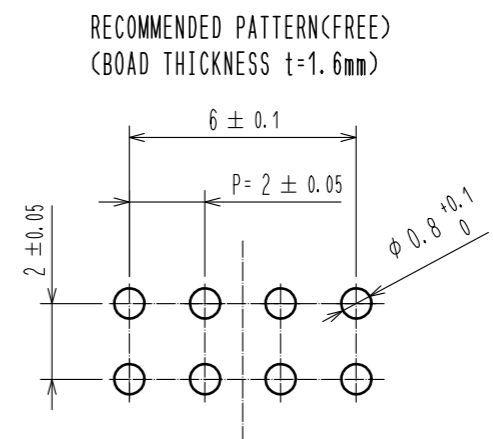 RECOMMENDED PATTERN(FREE)
(BOAD THICKNESS t=1.6mm)
6 ± 0.1
P= 2 ± 0.05
2 ±0.05
φ 0.8 +0.1 0